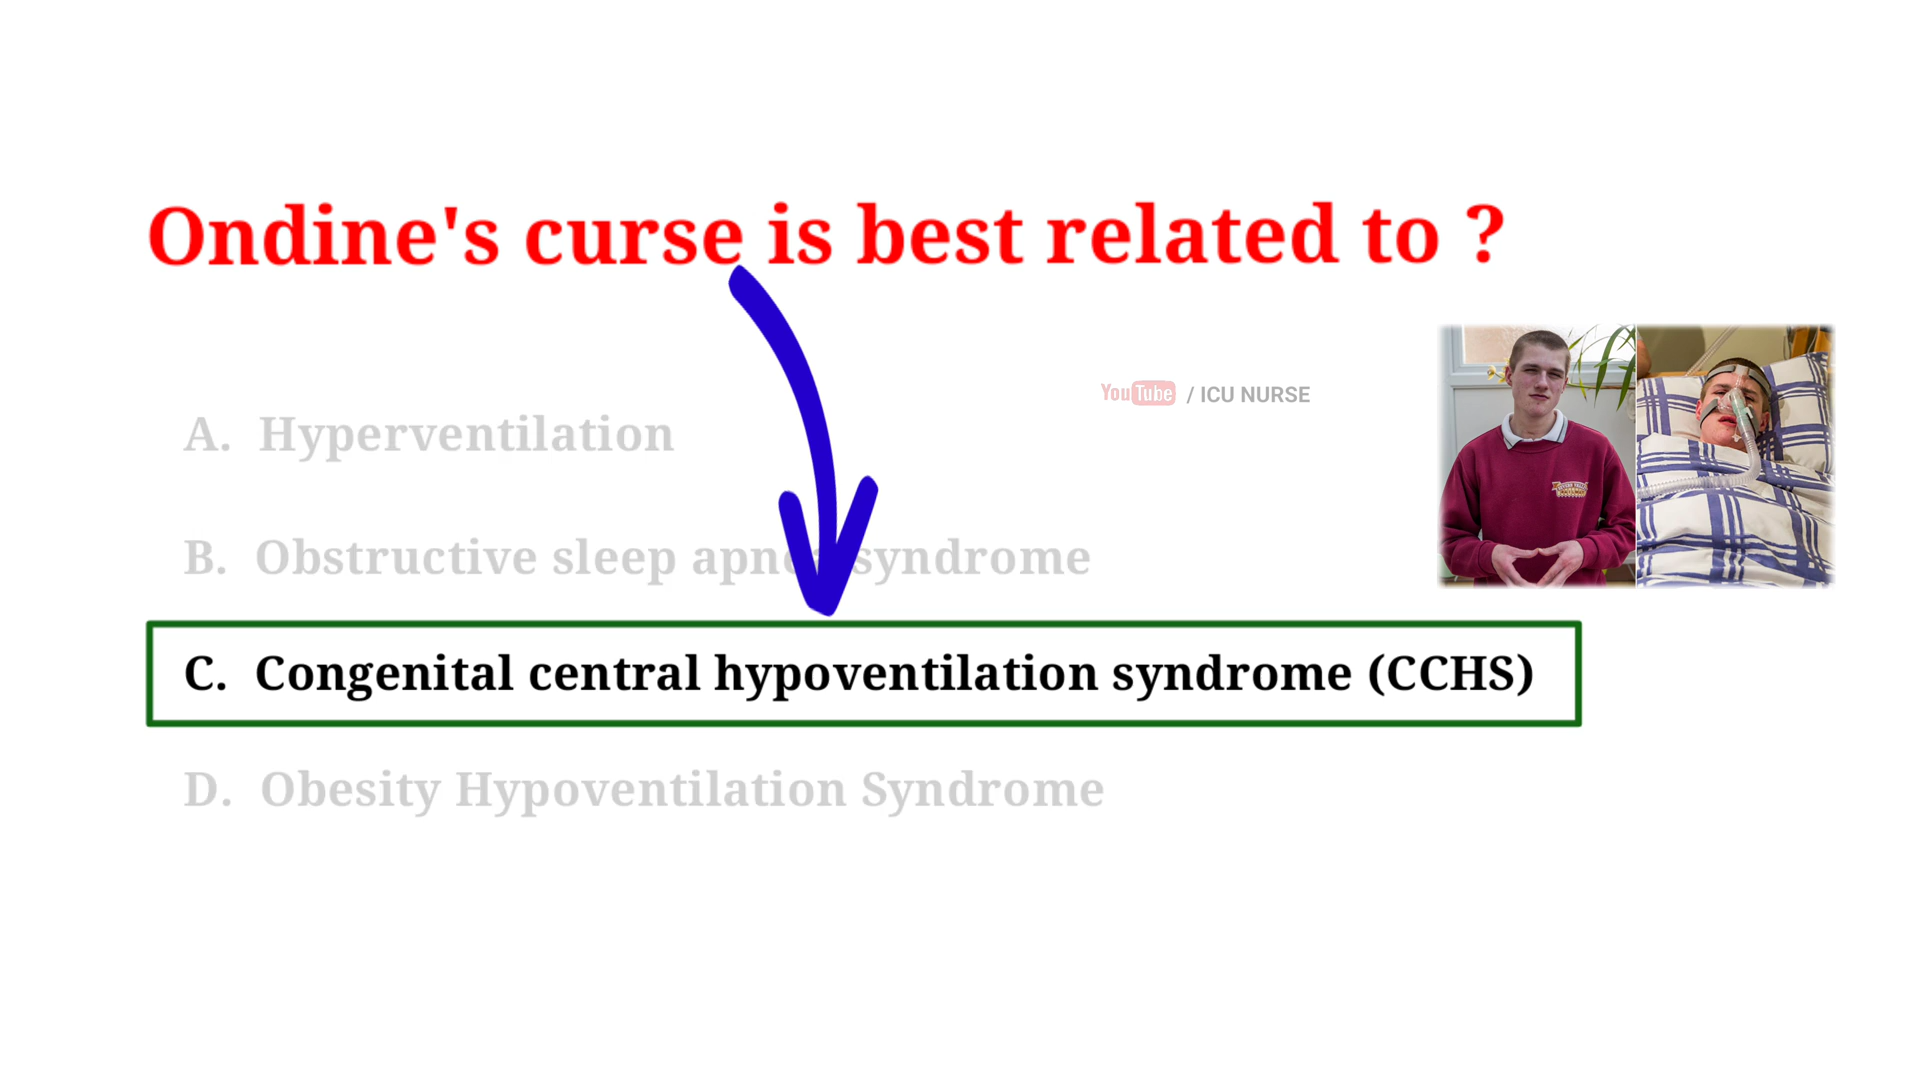 Ondine's curse is best related to ?
YouTube / ICU NURSE
A. Hyperventilation
B. Obstructive sleep apnea syndrome
C. Congenital central hypoventilation syndrome (CCHS)
D. Obesity Hypoventilation Syndrome